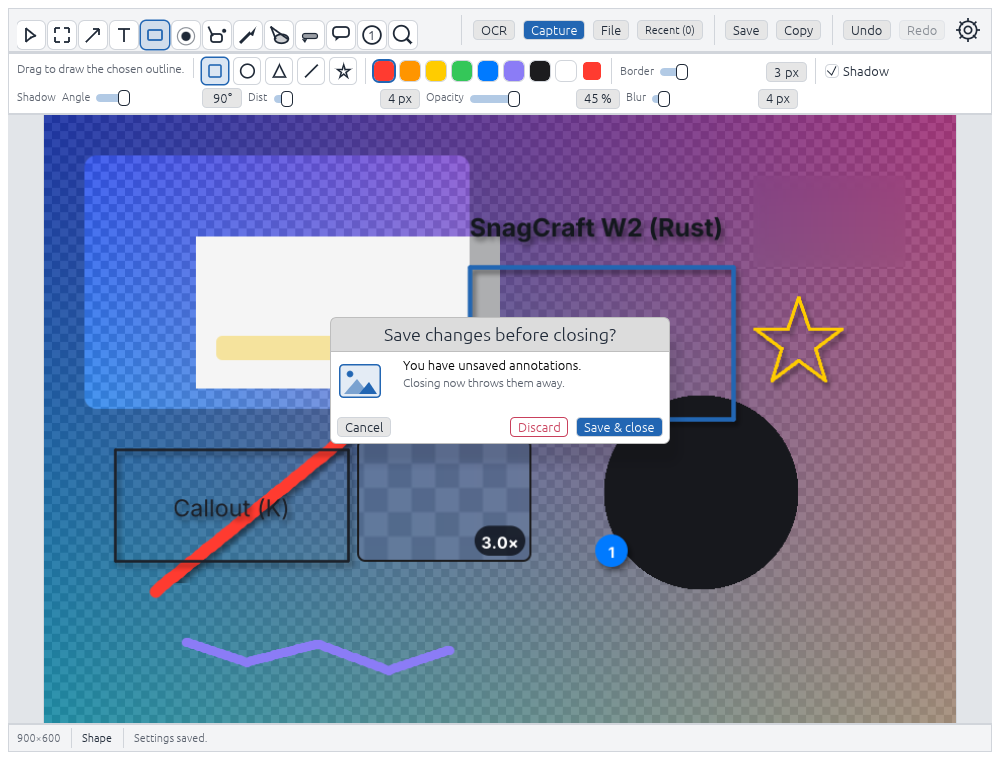 T
1
OCR
Capture
File
Recent (0)
Save
Copy
Undo
Redo
Drag to draw the chosen outline.
Border
3 px
Shadow
Shadow Angle
90°
Dist
4 px
Opacity
45 %
Blur
4 px
SnagCraft W2 (Rust)
Save changes before closing?
You have unsaved annotations.
Closing now throws them away.
Cancel
Discard
Save & close
Callout (K)
3.0×
1
900×600
Shape
Settings saved.